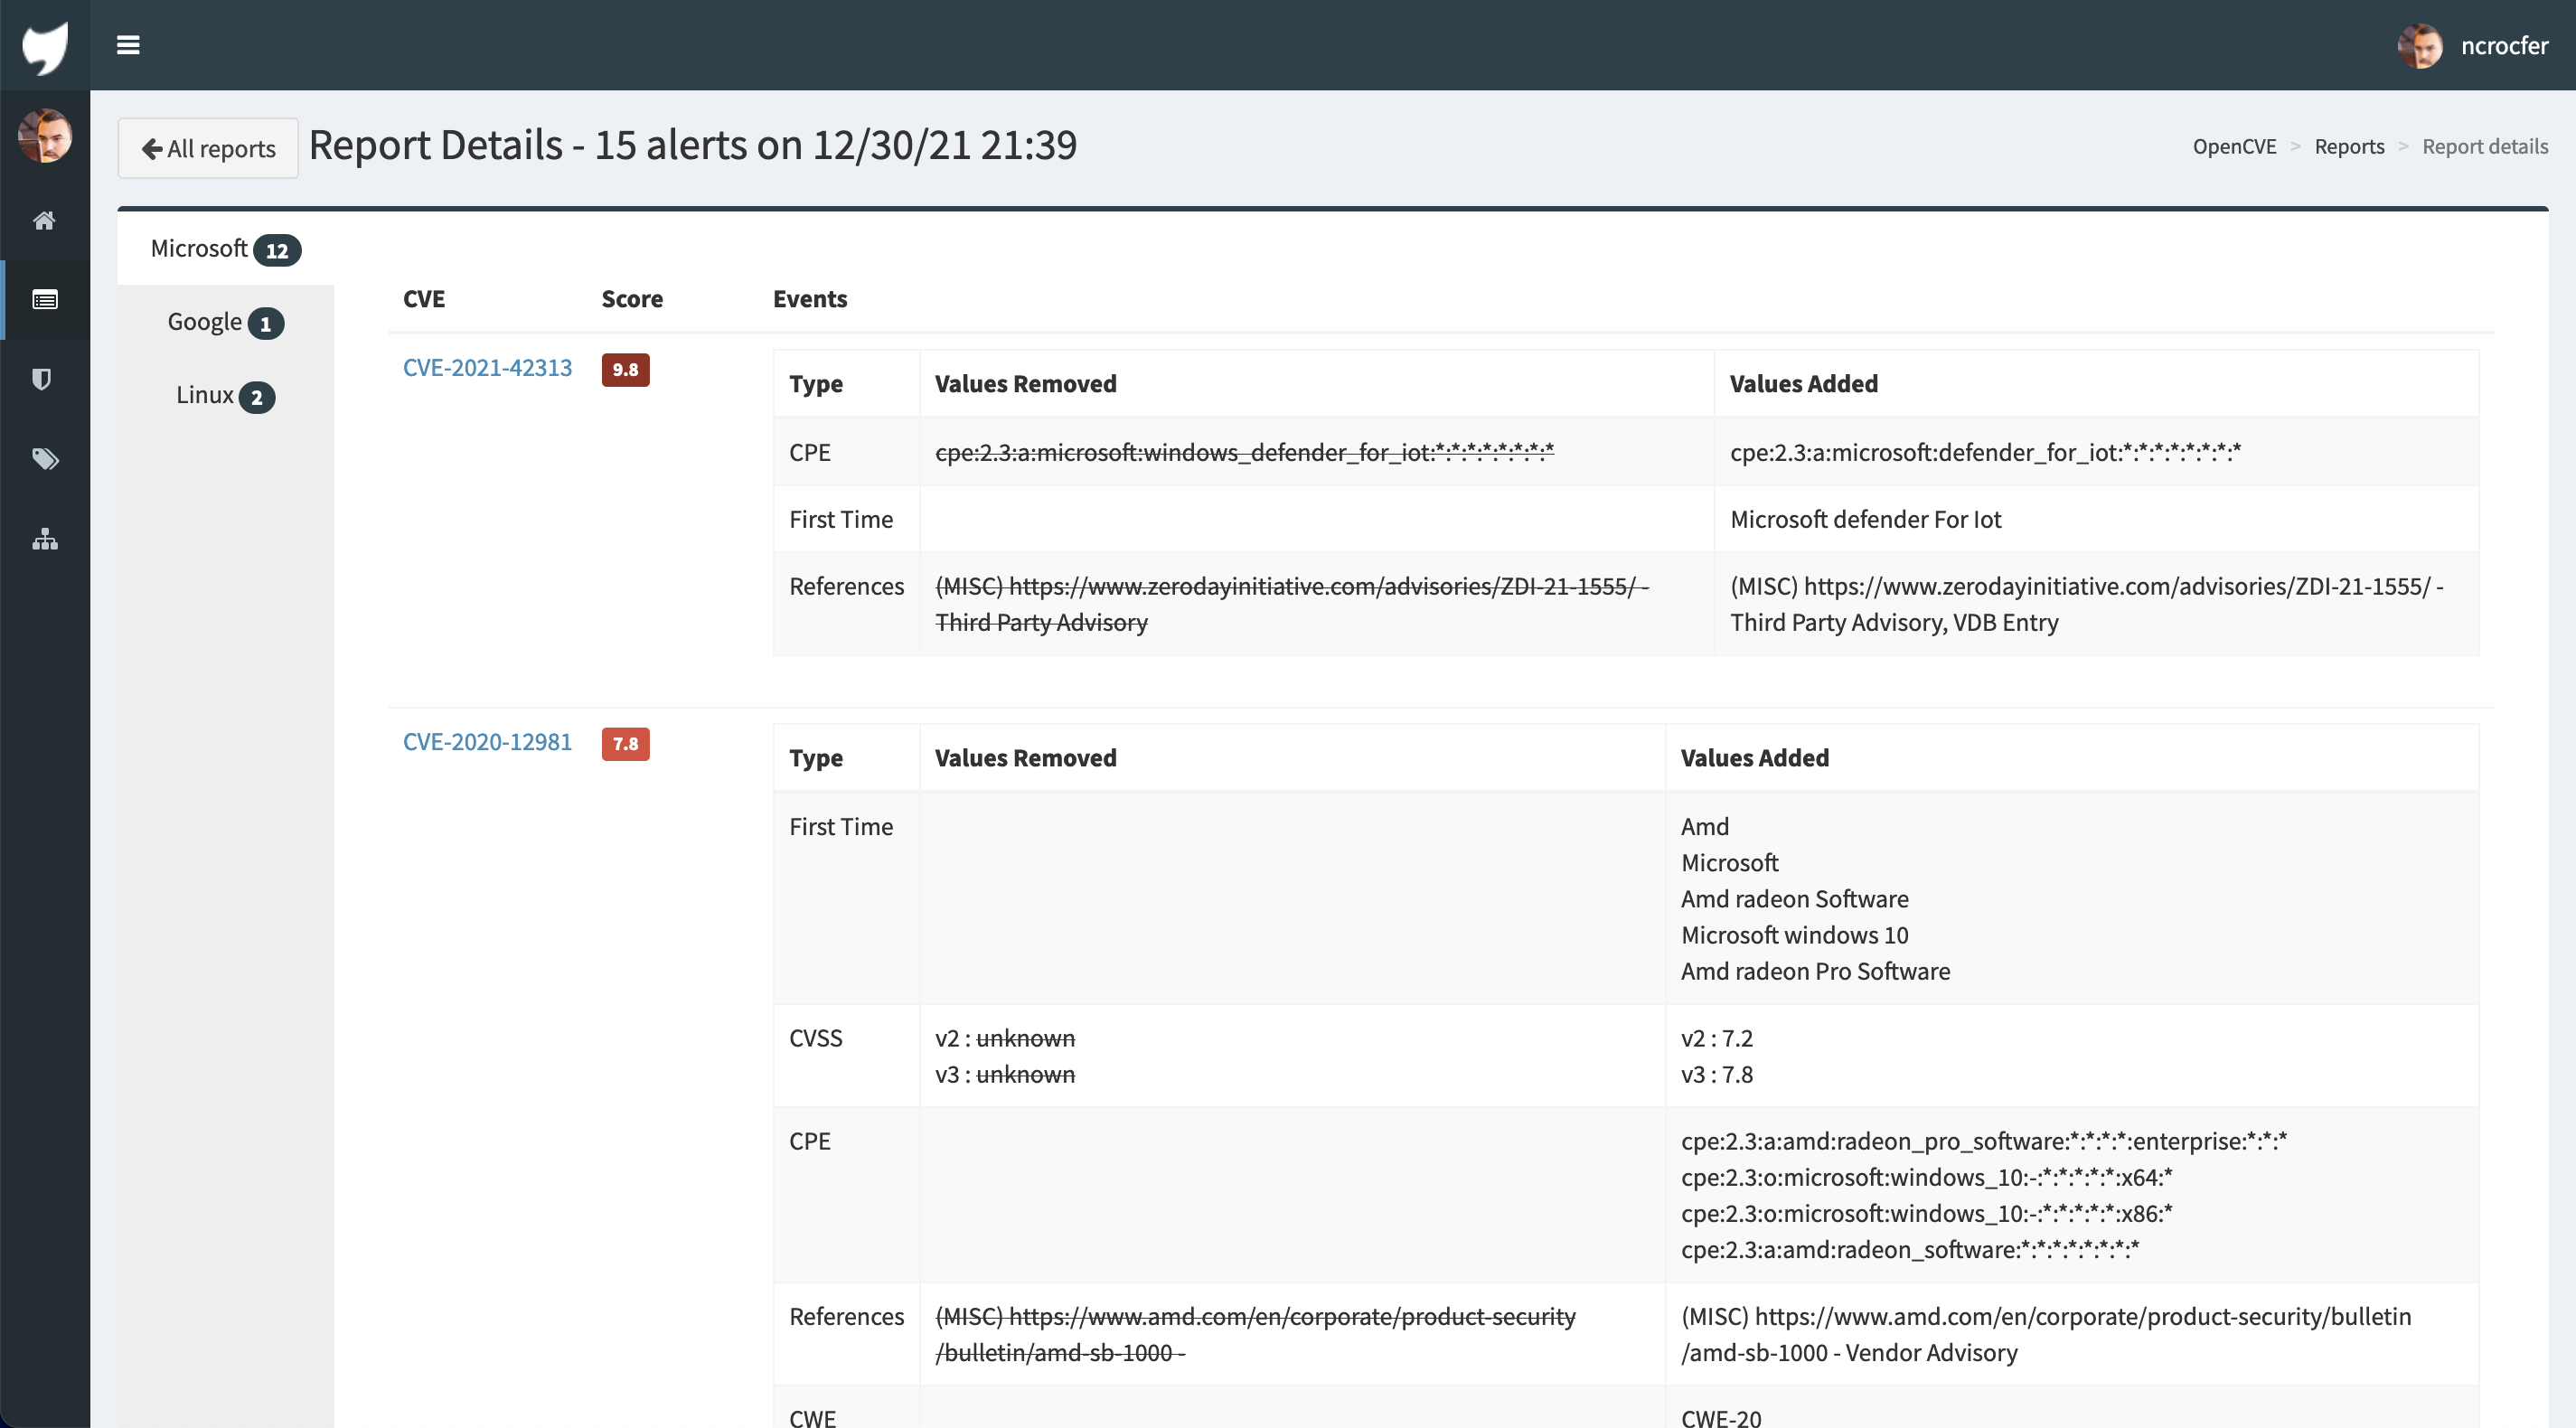 ncrocfer
All reports
Report Details - 15 alerts on 12/30/21 21:39
OpenCVE > Reports > Report details
Microsoft 12
Google 1
Linux 2
CVE Score Events
CVE-2021-42313 9.8
Type Values Removed Values Added
CPE cpe:2.3:a:microsoft:windows_defender_for_iot:*:*:*:*:*:*:*:* cpe:2.3:a:microsoft:defender_for_iot:*:*:*:*:*:*:*:*
First Time Microsoft defender For Iot
References (MISC) https://www.zerodayinitiative.com/advisories/ZDI-21-1555/ - (MISC) https://www.zerodayinitiative.com/advisories/ZDI-21-1555/ -
Third Party Advisory Third Party Advisory, VDB Entry
CVE-2020-12981 7.8
Type Values Removed Values Added
First Time Amd
Microsoft
Amd radeon Software
Microsoft windows 10
Amd radeon Pro Software
CVSS v2 : unknown v2 : 7.2
v3 : unknown v3 : 7.8
CPE cpe:2.3:a:amd:radeon_pro_software:*:*:*:*:enterprise:*:*:*
cpe:2.3:o:microsoft:windows_10:-:*:*:*:*:*:x64:*
cpe:2.3:o:microsoft:windows_10:-:*:*:*:*:*:x86:*
cpe:2.3:a:amd:radeon_software:*:*:*:*:*:*:*:*
References (MISC) https://www.amd.com/en/corporate/product-security (MISC) https://www.amd.com/en/corporate/product-security/bulletin
/bulletin/amd-sb-1000 - /amd-sb-1000 - Vendor Advisory
CWE CWE-20